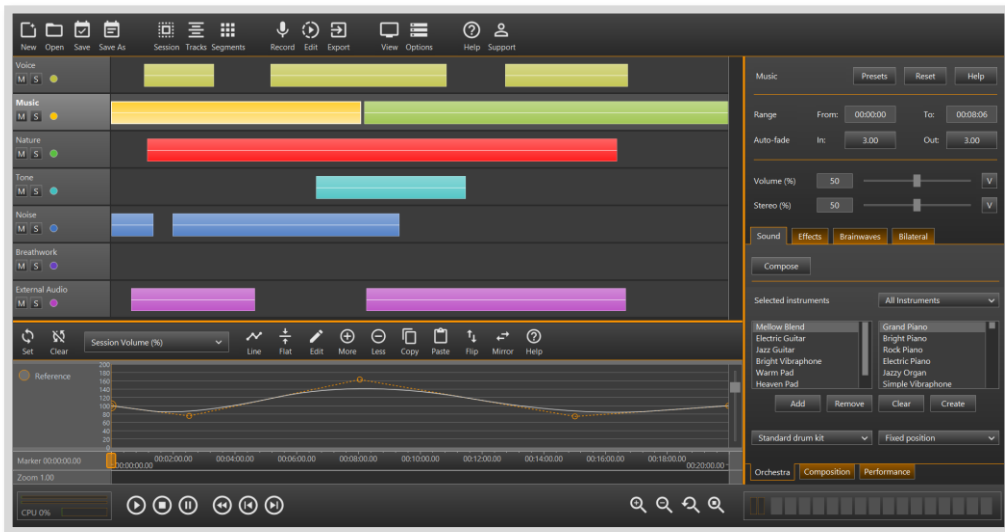 New Open Save Save As Session Tracks Segments Record Edit Export View Options Help Support
Voice
M S
Music
M S
Nature
M S
Tone
M S
Noise
M S
Breathwork
M S
External Audio
M S
Music Presets Reset Help
Range From: 00:00:00 To: 00:08:06
Auto-fade In: 3.00 Out: 3.00
Volume (%) 50 V
Stereo (%) 50 V
Sound Effects Brainwaves Bilateral
Compose
Selected instruments All Instruments
Mellow Blend Grand Piano
Electric Guitar Bright Piano
Jazz Guitar Rock Piano
Bright Vibraphone Electric Piano
Warm Pad Jazzy Organ
Heaven Pad Simple Vibraphone
Add Remove Clear Create
Standard drum kit Fixed position
Orchestra Composition Performance
Set Clear Session Volume (%) Line Flat Edit More Less Copy Paste Flip Mirror Help
Reference
200
180
160
140
120
100
80
60
40
20
0
Marker 00:00:00.00 00:02:00.00 00:04:00.00 00:06:00.00 00:08:00.00 00:10:00.00 00:12:00.00 00:14:00.00 00:16:00.00 00:18:00.00
00:00:00.00 00:20:00.00
Zoom 1.00
CPU 0%